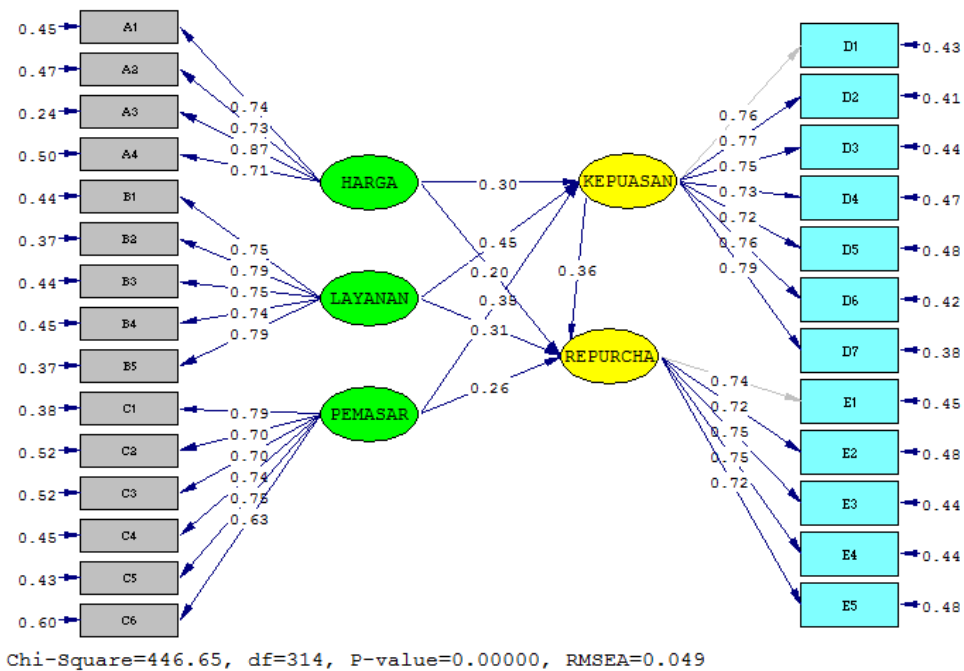 0.45
A1
0.47
A2
0.24
A3
0.50
A4
0.44
B1
0.37
B2
0.44
B3
0.45
B4
0.37
B5
0.38
C1
0.52
C2
0.52
C3
0.45
C4
0.43
C5
0.60
C6
0.74
0.73
0.87
0.71
0.75
0.79
0.75
0.74
0.79
0.79
0.70
0.70
0.74
0.75
0.63
HARGA
LAYANAN
PEMASAR
0.30
0.45
0.20
0.31
0.26
0.36
KEPUASAN
REPURCHA
0.76
0.77
0.75
0.73
0.72
0.76
0.79
0.74
0.72
0.75
0.75
0.72
D1
0.43
D2
0.41
D3
0.44
D4
0.47
D5
0.48
D6
0.42
D7
0.38
E1
0.45
E2
0.48
E3
0.44
E4
0.44
E5
0.48
Chi-Square=446.65, df=314, P-value=0.00000, RMSEA=0.049